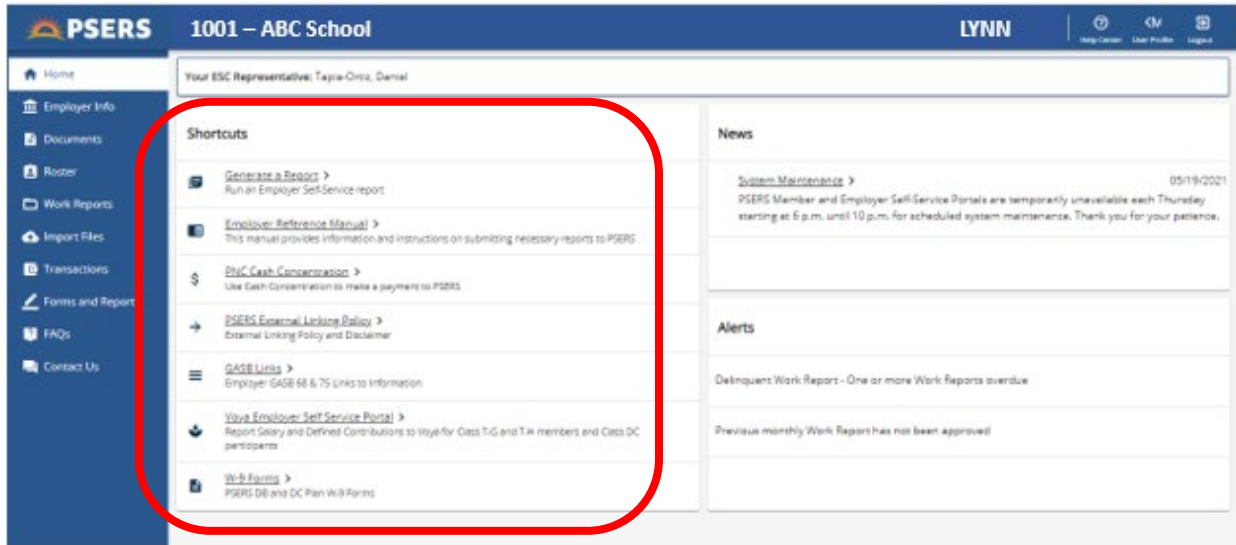 PSERS
1001 – ABC School
LYNN
Help Center
User Profile
Logout
Home
Employer Info
Documents
Roster
Work Reports
Import Files
Transactions
Forms and Report
FAQs
Contact Us
Your ESC Representative: Tapia-Ortiz, Daniel
Shortcuts
Generate a Report >
Run an Employer Self-Service report
Employer Reference Manual >
This manual provides information and instructions on submitting necessary reports to PSERS
PNC Cash Concentration >
Use Cash Concentration to make a payment to PSERS
PSERS External Linking Policy >
External Linking Policy and Disclaimer
GASB Links >
Employer GASB 68 & 75 Links to Information
Voya Employer Self Service Portal >
Report Salary and Defined Contributions to Voya for Class T-G and T-H members and Class DC
participants
W-9 Forms >
PSERS DB and DC Plan W-9 Forms
News
System Maintenance >
05/19/2021
PSERS Member and Employer Self-Service Portals are temporarily unavailable each Thursday
starting at 6 p.m. until 10 p.m. for scheduled system maintenance. Thank you for your patience.
Alerts
Delinquent Work Report - One or more Work Reports overdue
Previous monthly Work Report has not been approved